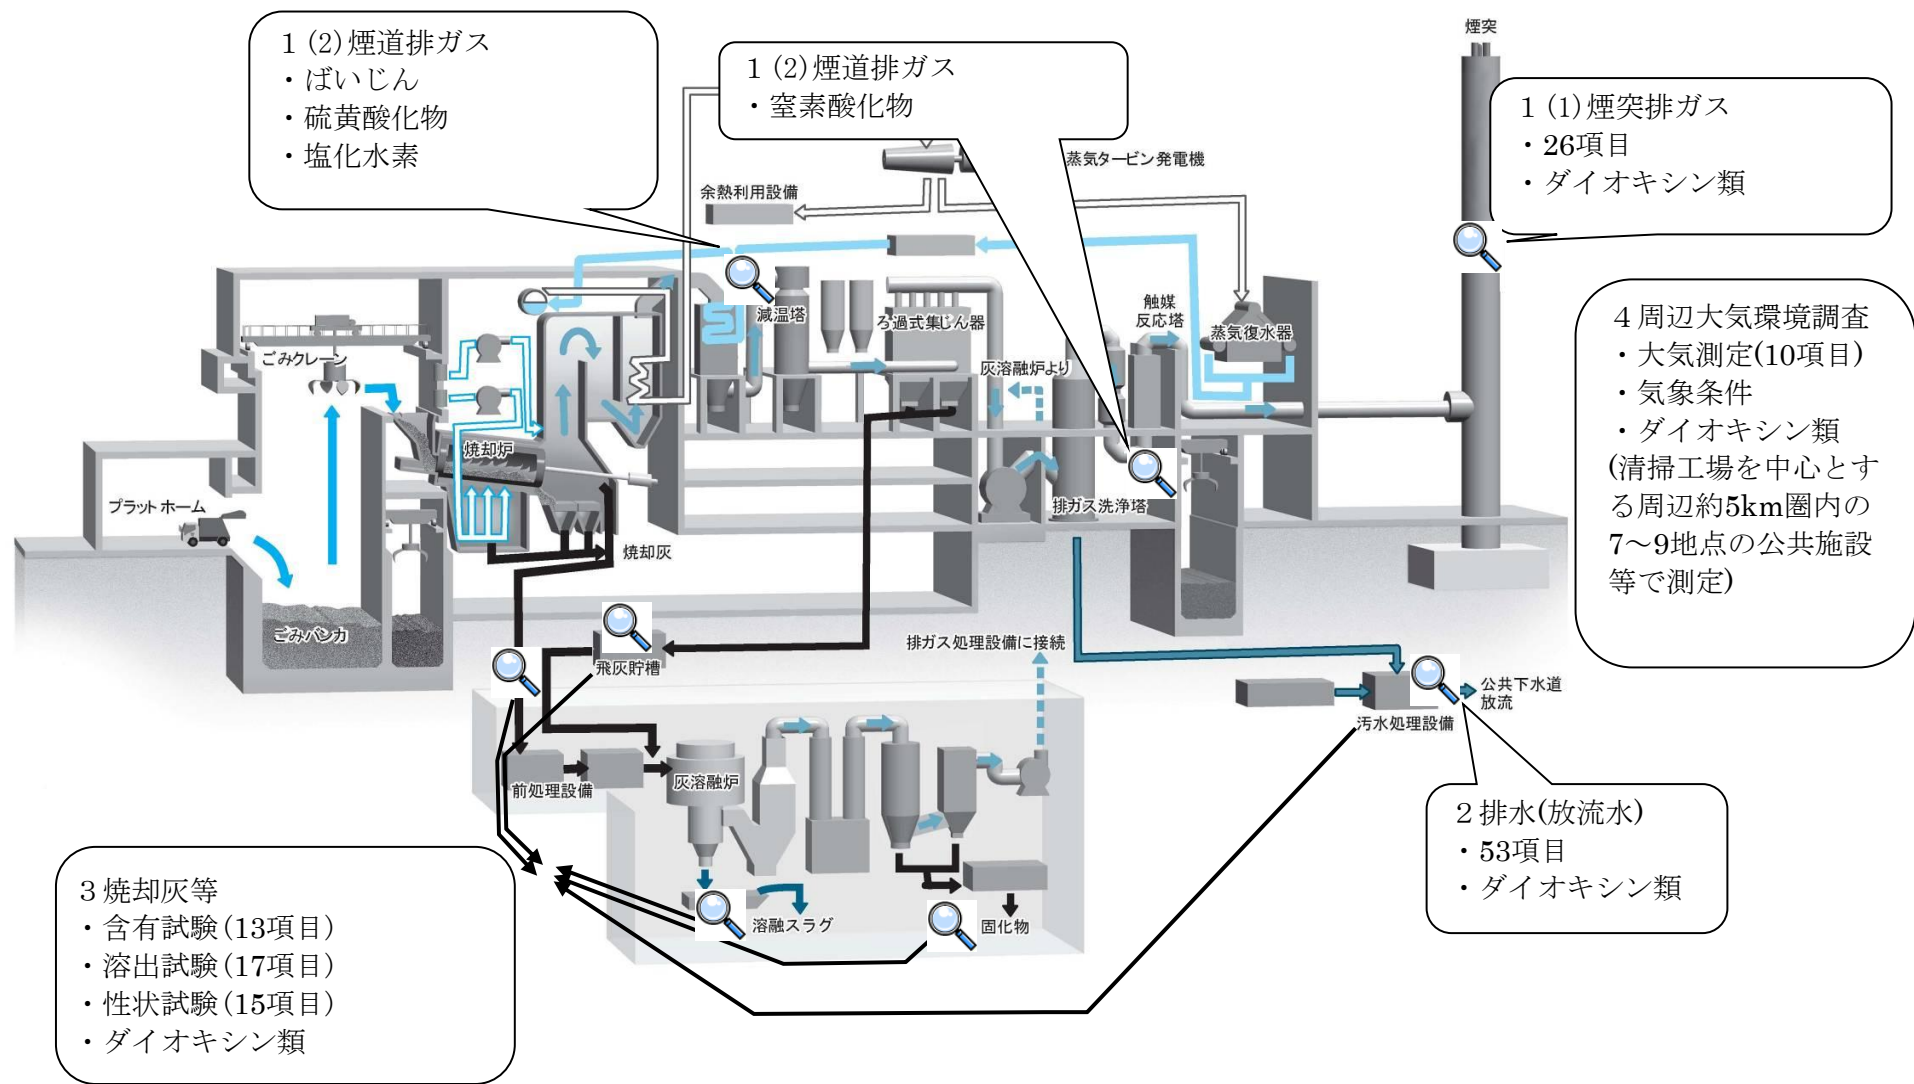 1 (2)煙道排ガス
・ばいじん
・硫黄酸化物
・塩化水素
1 (2)煙道排ガス
・窒素酸化物
煙突
1 (1)煙突排ガス
・26項目
・ダイオキシン類
蒸気タービン発電機
余熱利用設備
減温塔
ろ過式集じん器
触媒
反応塔
蒸気復水器
ごみクレーン
灰溶融炉より
4 周辺大気環境調査
・大気測定(10項目)
・気象条件
・ダイオキシン類
(清掃工場を中心とす
る周辺約5km圏内の
7～9地点の公共施設
等で測定)
焼却炉
プラットホーム
排ガス洗浄塔
焼却灰
ごみバンカ
飛灰貯槽
排ガス処理設備に接続
公共下水道
放流
汚水処理設備
前処理設備
灰溶融炉
2 排水(放流水)
・53項目
・ダイオキシン類
溶融スラグ
固化物
3 焼却灰等
・含有試験(13項目)
・溶出試験(17項目)
・性状試験(15項目)
・ダイオキシン類